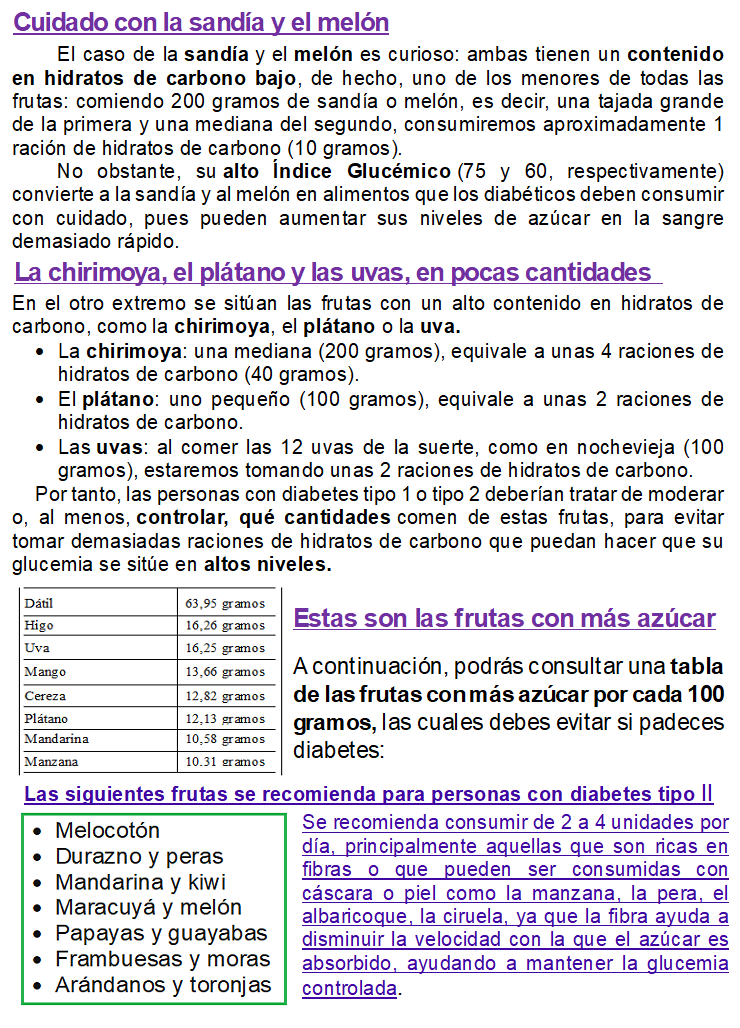 Cuidado con la sandía y el melón
El caso de la sandía y el melón es curioso: ambas tienen un contenido
en hidratos de carbono bajo, de hecho, uno de los menores de todas las
frutas: comiendo 200 gramos de sandía o melón, es decir, una tajada grande
de la primera y una mediana del segundo, consumiremos aproximadamente 1
ración de hidratos de carbono (10 gramos).
No obstante, su alto Índice Glucémico (75 y 60, respectivamente)
convierte a la sandía y al melón en alimentos que los diabéticos deben consumir
con cuidado, pues pueden aumentar sus niveles de azúcar en la sangre
demasiado rápido.
La chirimoya, el plátano y las uvas, en pocas cantidades
En el otro extremo se sitúan las frutas con un alto contenido en hidratos de
carbono, como la chirimoya, el plátano o la uva.
• La chirimoya: una mediana (200 gramos), equivale a unas 4 raciones de
hidratos de carbono (40 gramos).
• El plátano: uno pequeño (100 gramos), equivale a unas 2 raciones de
hidratos de carbono.
• Las uvas: al comer las 12 uvas de la suerte, como en nochevieja (100
gramos), estaremos tomando unas 2 raciones de hidratos de carbono.
Por tanto, las personas con diabetes tipo 1 o tipo 2 deberían tratar de moderar
o, al menos, controlar, qué cantidades comen de estas frutas, para evitar
tomar demasiadas raciones de hidratos de carbono que puedan hacer que su
glucemia se sitúe en altos niveles.
Dátil 63,95 gramos
Higo 16,26 gramos
Uva 16,25 gramos
Mango 13,66 gramos
Cereza 12,82 gramos
Plátano 12,13 gramos
Mandarina 10,58 gramos
Manzana 10.31 gramos
Estas son las frutas con más azúcar
A continuación, podrás consultar una tabla
de las frutas con más azúcar por cada 100
gramos, las cuales debes evitar si padeces
diabetes:
Las siguientes frutas se recomienda para personas con diabetes tipo II
• Melocotón
• Durazno y peras
• Mandarina y kiwi
• Maracuyá y melón
• Papayas y guayabas
• Frambuesas y moras
• Arándanos y toronjas
Se recomienda consumir de 2 a 4 unidades por
día, principalmente aquellas que son ricas en
fibras o que pueden ser consumidas con
cáscara o piel como la manzana, la pera, el
albaricoque, la ciruela, ya que la fibra ayuda a
disminuir la velocidad con la que el azúcar es
absorbido, ayudando a mantener la glucemia
controlada.